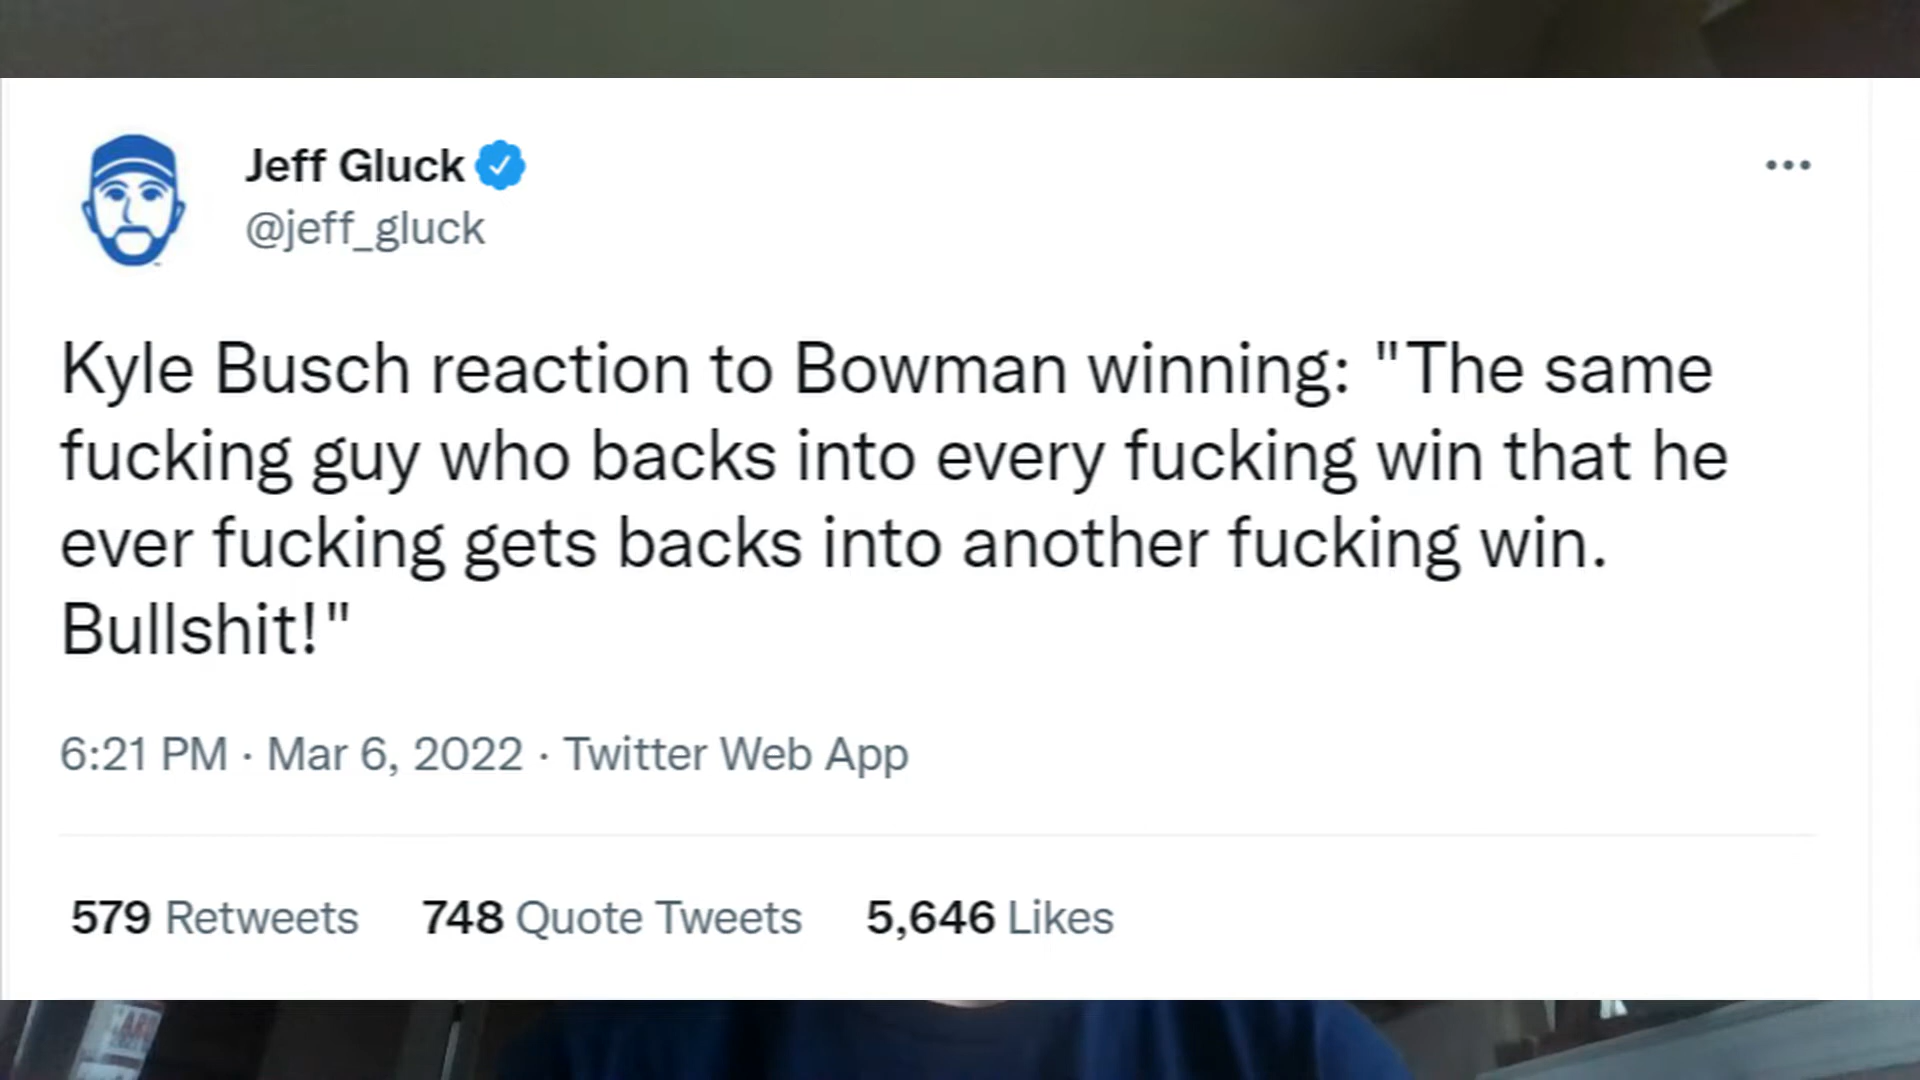 Jeff Gluck
@jeff_gluck
Kyle Busch reaction to Bowman winning: "The same
fucking guy who backs into every fucking win that he
ever fucking gets backs into another fucking win.
Bullshit!"
6:21 PM · Mar 6, 2022 · Twitter Web App
579 Retweets 748 Quote Tweets 5,646 Likes